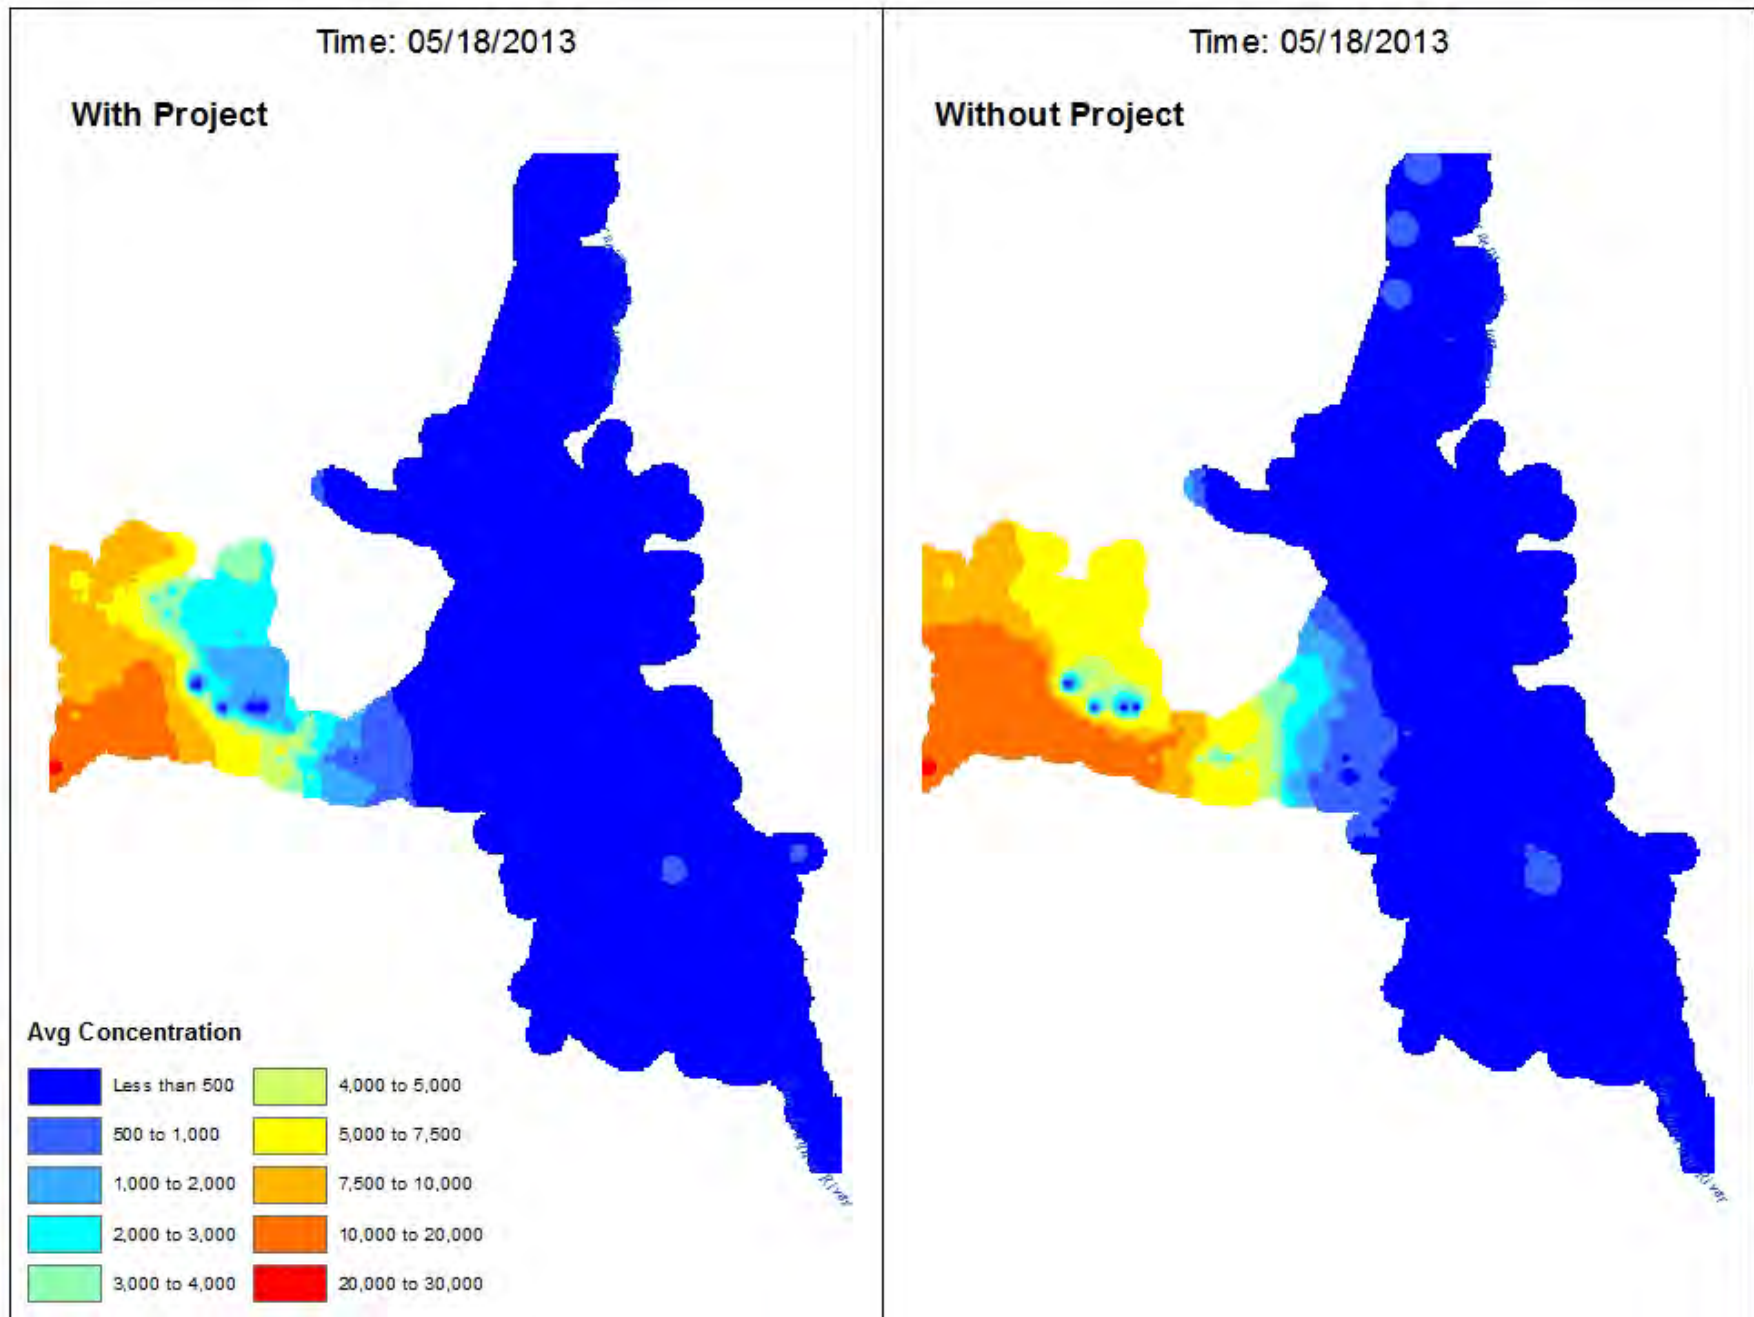 Time: 05/18/2013
With Project
Time: 05/18/2013
Without Project
Avg Concentration
Less than 500
500 to 1,000
1,000 to 2,000
2,000 to 3,000
3,000 to 4,000
4,000 to 5,000
5,000 to 7,500
7,500 to 10,000
10,000 to 20,000
20,000 to 30,000
River
River